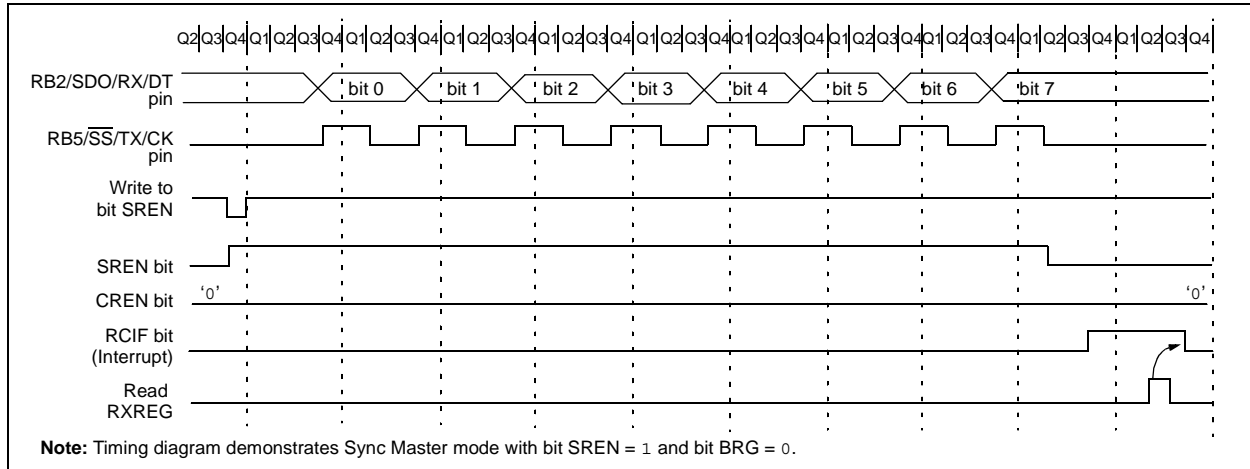 Q2 Q3 Q4 Q1 Q2 Q3 Q4 Q1 Q2 Q3 Q4 Q1 Q2 Q3 Q4 Q1 Q2 Q3 Q4 Q1 Q2 Q3 Q4 Q1 Q2 Q3 Q4 Q1 Q2 Q3 Q4 Q1 Q2 Q3 Q4 Q1 Q2 Q3 Q4 Q1 Q2 Q3 Q4
RB2/SDO/RX/DT
pin
bit 0 bit 1 bit 2 bit 3 bit 4 bit 5 bit 6 bit 7
RB5/SS/TX/CK
pin
Write to
bit SREN
SREN bit
CREN bit ‘0’ ‘0’
RCIF bit
(Interrupt)
Read
RXREG
Note: Timing diagram demonstrates Sync Master mode with bit SREN = 1 and bit BRG = 0.